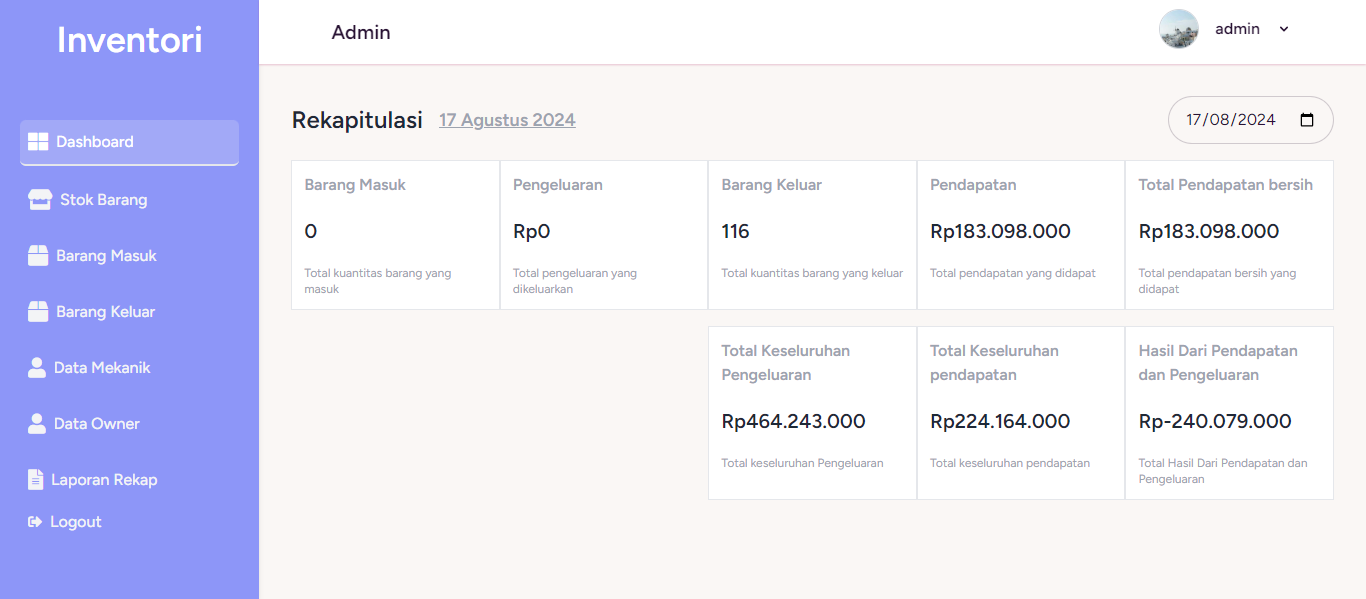 Inventori
Admin
admin
Dashboard
Stok Barang
Barang Masuk
Barang Keluar
Data Mekanik
Data Owner
Laporan Rekap
Logout
Rekapitulasi 17 Agustus 2024
17/08/2024
Barang Masuk
0
Total kuantitas barang yang
masuk
Pengeluaran
Rp0
Total pengeluaran yang
dikeluarkan
Barang Keluar
116
Total kuantitas barang yang keluar
Pendapatan
Rp183.098.000
Total pendapatan yang didapat
Total Pendapatan bersih
Rp183.098.000
Total pendapatan bersih yang
didapat
Total Keseluruhan
Pengeluaran
Rp464.243.000
Total keseluruhan Pengeluaran
Total Keseluruhan
pendapatan
Rp224.164.000
Total keseluruhan pendapatan
Hasil Dari Pendapatan
dan Pengeluaran
Rp-240.079.000
Total Hasil Dari Pendapatan dan
Pengeluaran